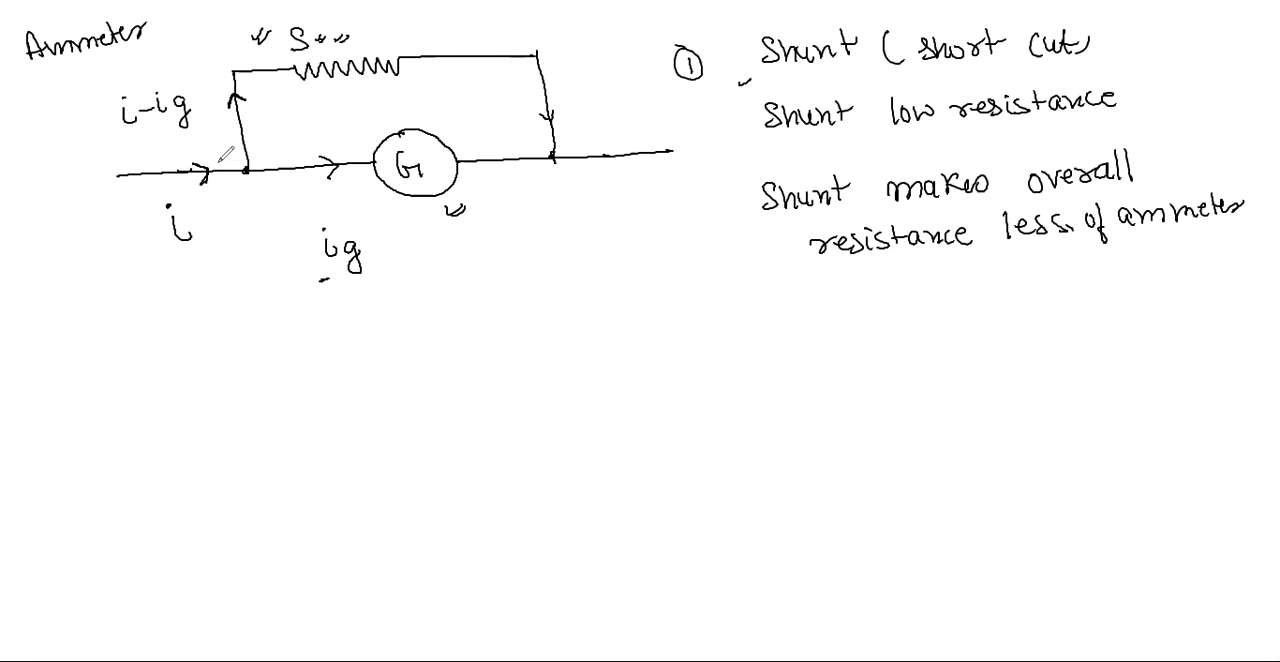 Ammeter
" S "
i-ig
G
i
ig
① Shunt ( short cut)
Shunt low resistance
Shunt makes overall
resistance less of ammeter